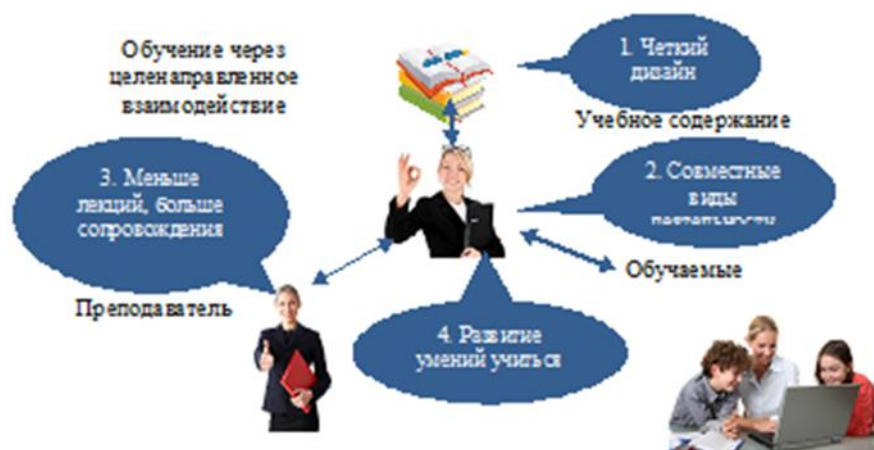 Обучение через
целенаправленное
взаимодействие
1. Четкий
дизайн
Учебное содержание
3. Меньше
лекций, больше
сопровождения
2. Совместные
виды
деятельности
Преподаватель
Обучаемые
4. Развитие
умений учиться